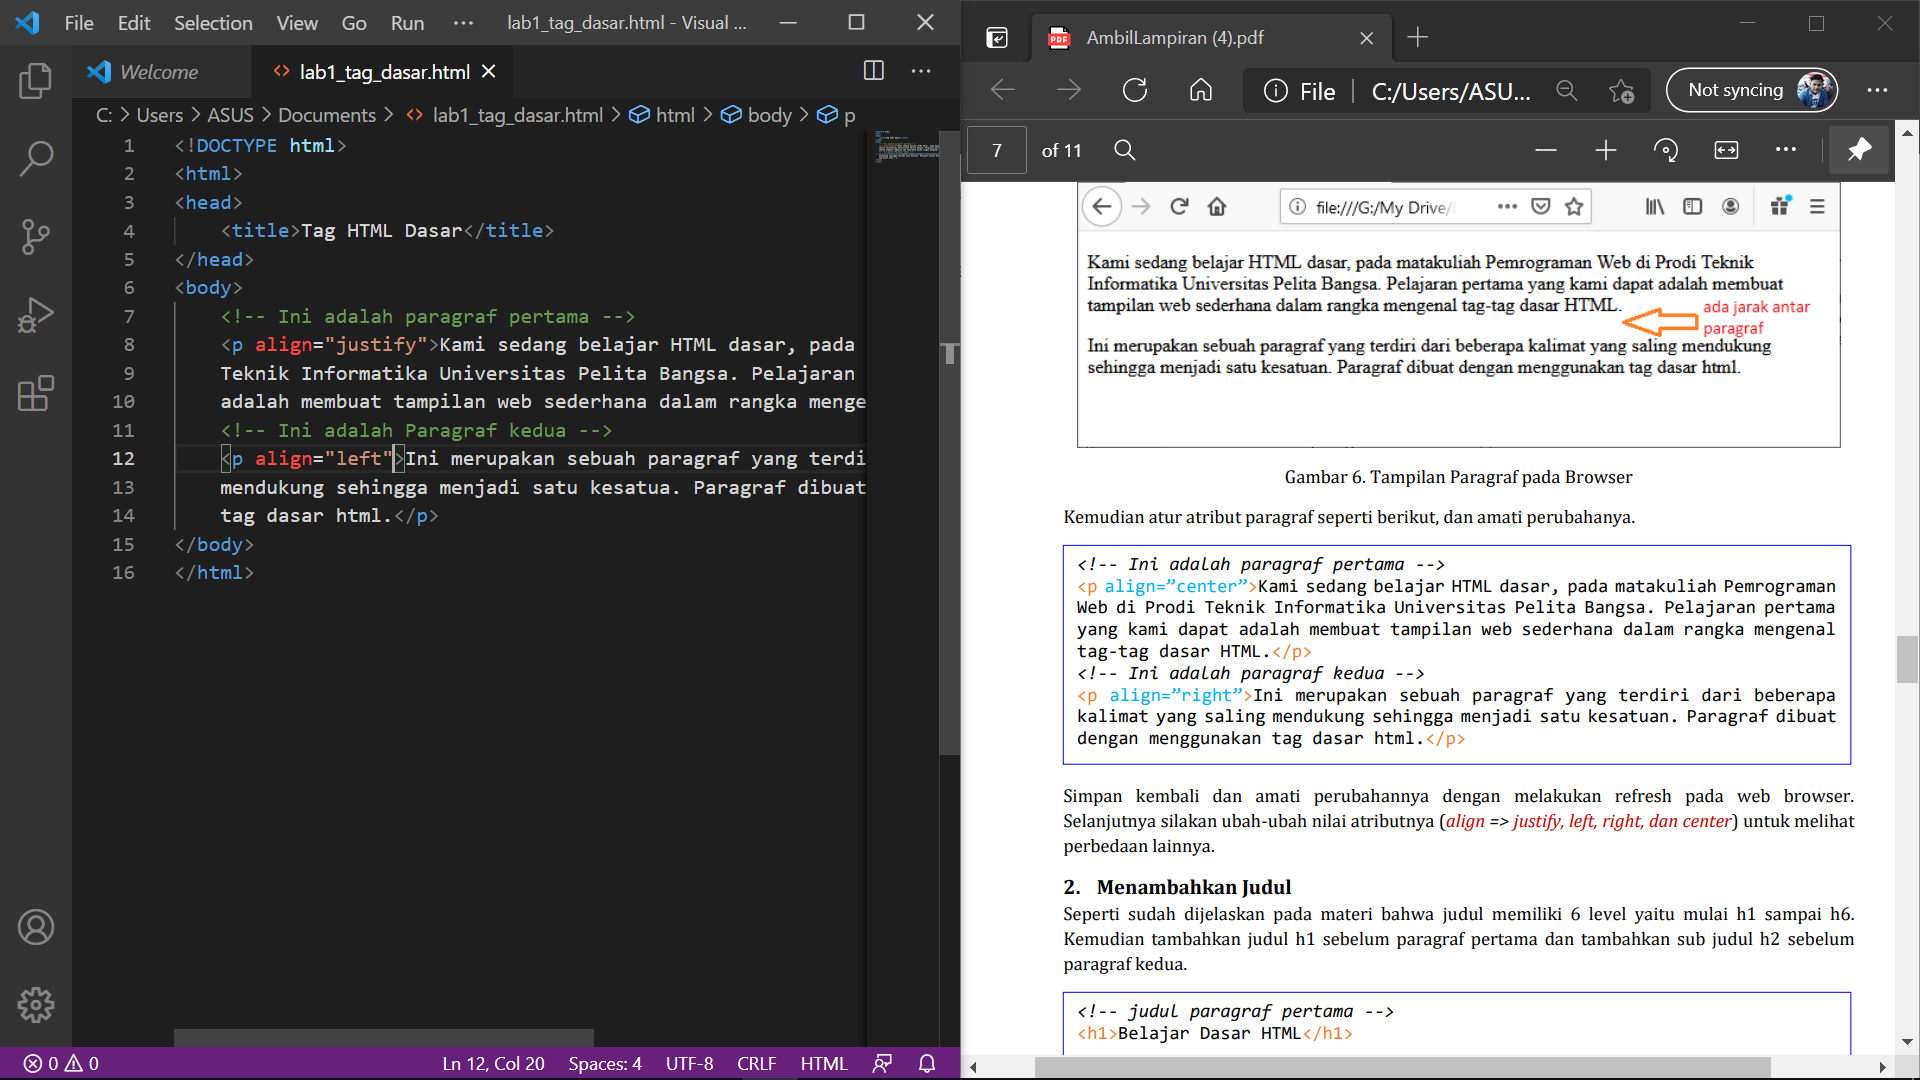 File Edit Selection View Go Run ··· lab1_tag_dasar.html - Visual ...
Welcome
lab1_tag_dasar.html
C: > Users > ASUS > Documents > lab1_tag_dasar.html > html > body > p
1 <!DOCTYPE html>
2 <html>
3 <head>
4 <title>Tag HTML Dasar</title>
5 </head>
6 <body>
7 <!-- Ini adalah paragraf pertama -->
8 <p align="justify">Kami sedang belajar HTML dasar, pada
9 Teknik Informatika Universitas Pelita Bangsa. Pelajaran
10 adalah membuat tampilan web sederhana dalam rangka menge
11 <!-- Ini adalah Paragraf kedua -->
12 <p align="left">Ini merupakan sebuah paragraf yang terdi
13 mendukung sehingga menjadi satu kesatua. Paragraf dibuat
14 tag dasar html.</p>
15 </body>
16 </html>
0 0 Ln 12, Col 20 Spaces: 4 UTF-8 CRLF HTML
PDF AmbilLampiran (4).pdf
File | C:/Users/ASU... Not syncing
7 of 11
file:///G:/My Drive/
Kami sedang belajar HTML dasar, pada matakuliah Pemrograman Web di Prodi Teknik
Informatika Universitas Pelita Bangsa. Pelajaran pertama yang kami dapat adalah membuat
tampilan web sederhana dalam rangka mengenal tag-tag dasar HTML.
ada jarak antar
paragraf
Ini merupakan sebuah paragraf yang terdiri dari beberapa kalimat yang saling mendukung
sehingga menjadi satu kesatuan. Paragraf dibuat dengan menggunakan tag dasar html.
Gambar 6. Tampilan Paragraf pada Browser
Kemudian atur atribut paragraf seperti berikut, dan amati perubahanya.
<!-- Ini adalah paragraf pertama -->
<p align=”center”>Kami sedang belajar HTML dasar, pada matakuliah Pemrograman
Web di Prodi Teknik Informatika Universitas Pelita Bangsa. Pelajaran pertama
yang kami dapat adalah membuat tampilan web sederhana dalam rangka mengenal
tag-tag dasar HTML.</p>
<!-- Ini adalah paragraf kedua -->
<p align=”right”>Ini merupakan sebuah paragraf yang terdiri dari beberapa
kalimat yang saling mendukung sehingga menjadi satu kesatuan. Paragraf dibuat
dengan menggunakan tag dasar html.</p>
Simpan kembali dan amati perubahannya dengan melakukan refresh pada web browser.
Selanjutnya silakan ubah-ubah nilai atributnya (align => justify, left, right, dan center) untuk melihat
perbedaan lainnya.
2. Menambahkan Judul
Seperti sudah dijelaskan pada materi bahwa judul memiliki 6 level yaitu mulai h1 sampai h6.
Kemudian tambahkan judul h1 sebelum paragraf pertama dan tambahkan sub judul h2 sebelum
paragraf kedua.
<!-- judul paragraf pertama -->
<h1>Belajar Dasar HTML</h1>